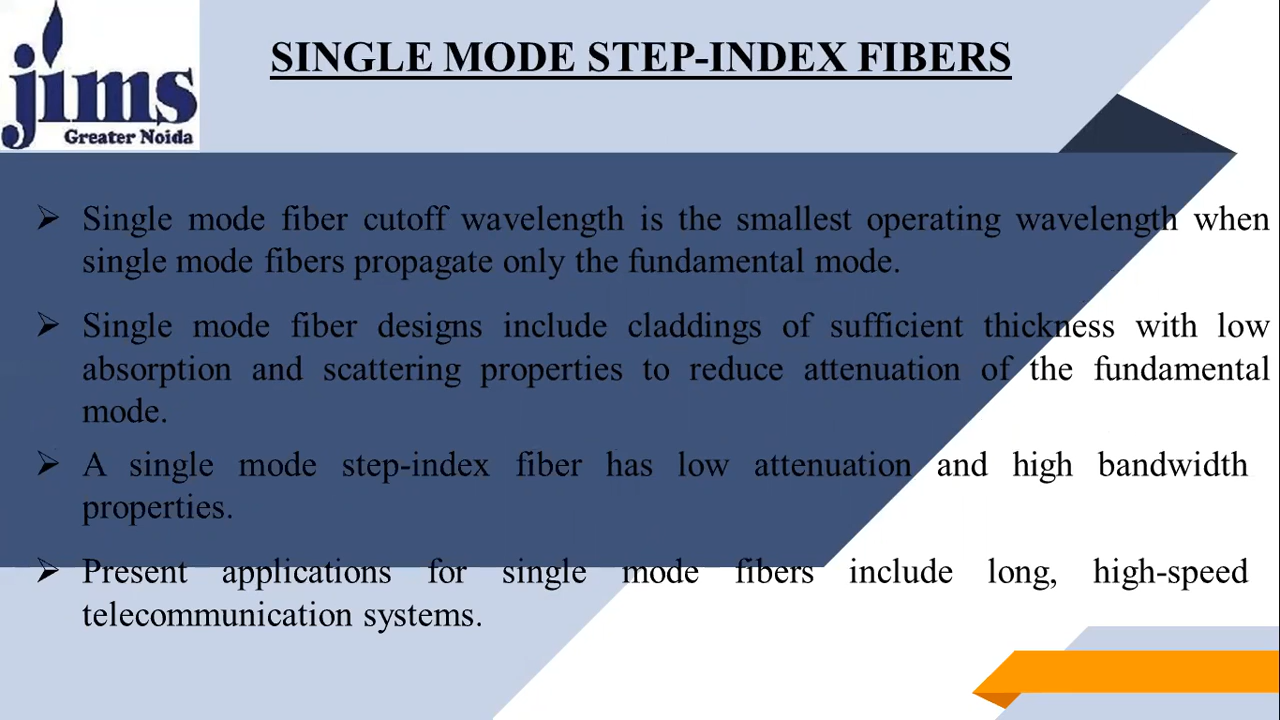 jims
Greater Noida
SINGLE MODE STEP-INDEX FIBERS
Single mode fiber cutoff wavelength is the smallest operating wavelength when
single mode fibers propagate only the fundamental mode.
Single mode fiber designs include claddings of sufficient thickness with low
absorption and scattering properties to reduce attenuation of the fundamental
mode.
A single mode step-index fiber has low attenuation and high bandwidth
properties.
Present applications for single mode fibers include long, high-speed
telecommunication systems.